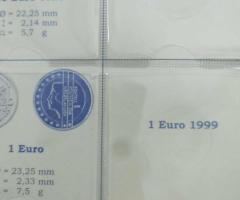 = 22,25 mm
= 2,14 mm
= 5,7 g
1 Euro 1999
1 Euro
= 23,25 mm
= 2,33 mm
= 7,5 g